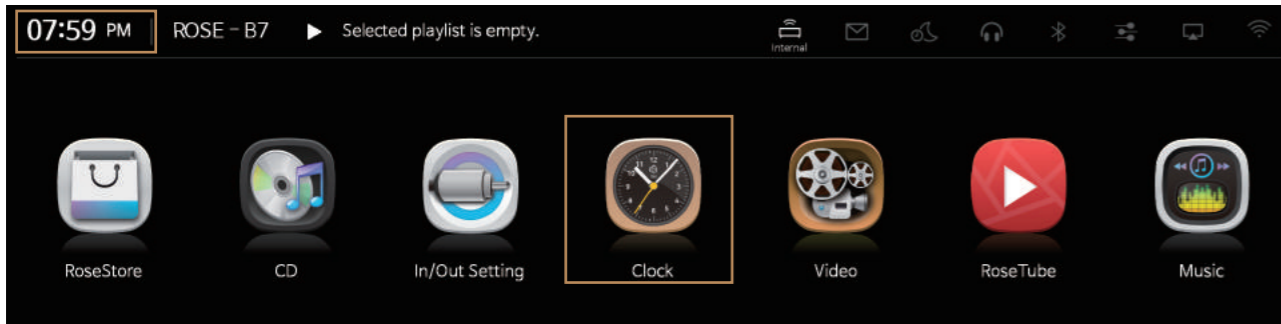 07:59 PM ROSE - B7 Selected playlist is empty.
Internal
RoseStore CD In/Out Setting Clock Video RoseTube Music